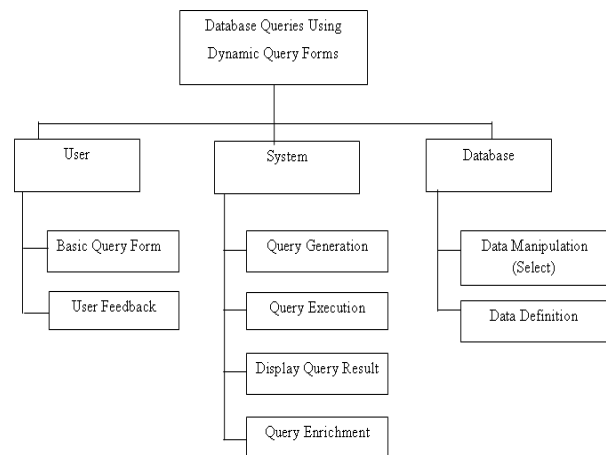 Database Queries Using
Dynamic Query Forms
User
System
Database
Basic Query Form
User Feedback
Query Generation
Query Execution
Display Query Result
Query Enrichment
Data Manipulation
(Select)
Data Definition